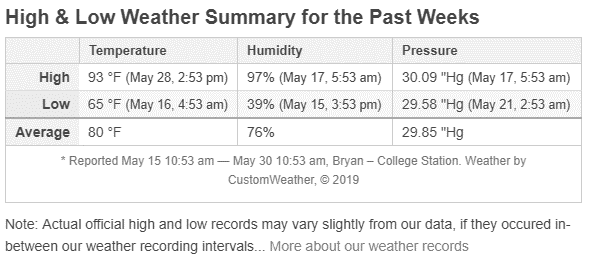 High & Low Weather Summary for the Past Weeks
Temperature Humidity Pressure
High 93 °F (May 28, 2:53 pm) 97% (May 17, 5:53 am) 30.09 "Hg (May 17, 5:53 am)
Low 65 °F (May 16, 4:53 am) 39% (May 15, 3:53 pm) 29.58 "Hg (May 21, 2:53 am)
Average 80 °F 76% 29.85 "Hg
* Reported May 15 10:53 am — May 30 10:53 am, Bryan – College Station. Weather by
CustomWeather, © 2019
Note: Actual official high and low records may vary slightly from our data, if they occured in-
between our weather recording intervals... More about our weather records